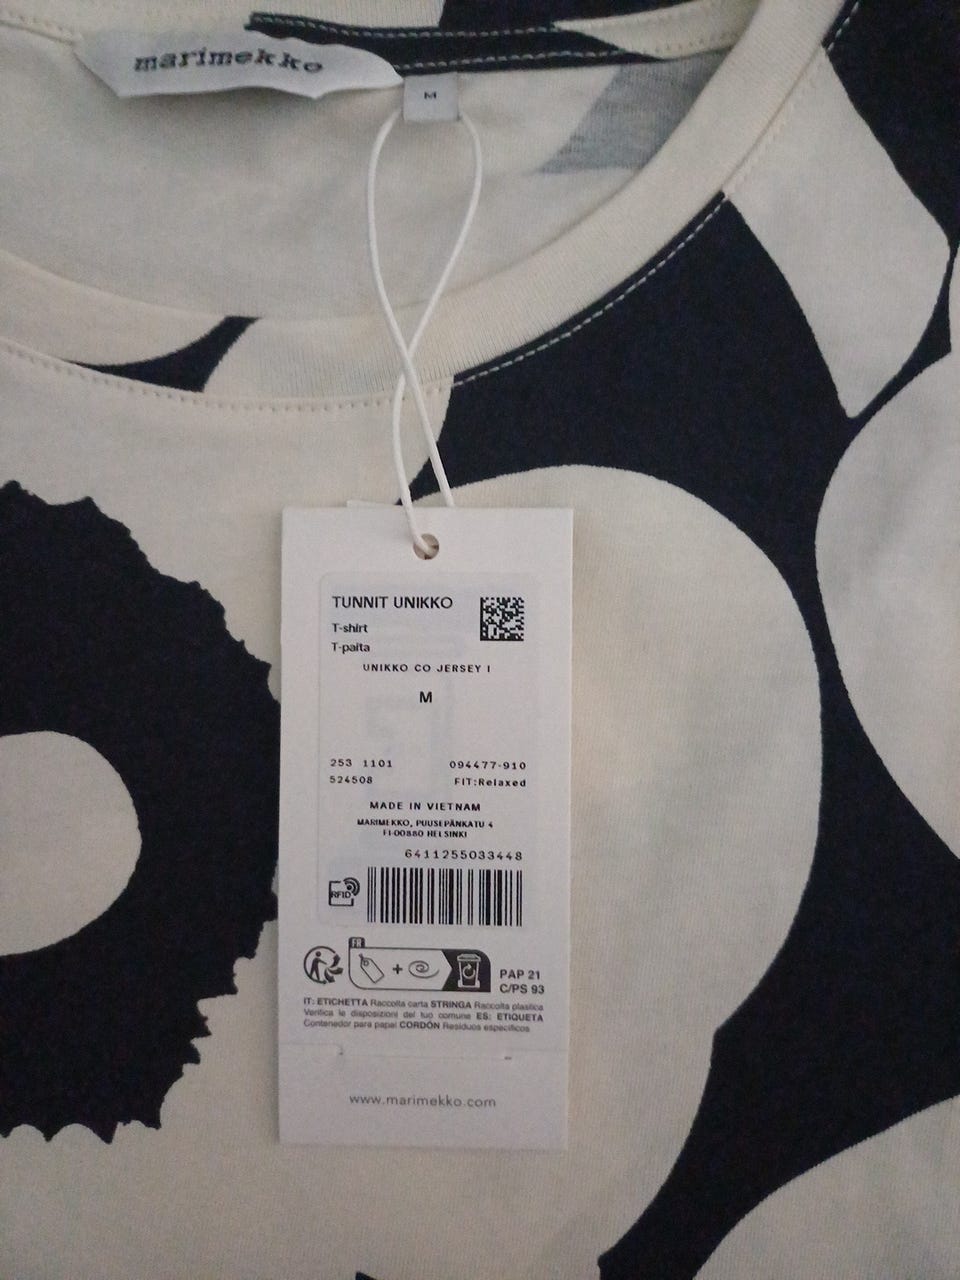 marimekko
M
TUNNIT UNIKKO
T-shirt
T-paita
UNIKKO CO JERSEY I
M
253 1101 094477-910
524508 FIT:Relaxed
MADE IN VIETNAM
MARIMEKKO, PUUSEPÄNKATU 4
FI-00880 HELSINKI
6411255033448
RFID
FR
PAP 21
C/PS 93
IT: ETICHETTA Raccolta carta STRINGA Raccolta plastica
Verifica le disposizioni del tuo comune ES: ETIQUETA
Contenedor para papel CORDÓN Residuos específicos
www.marimekko.com